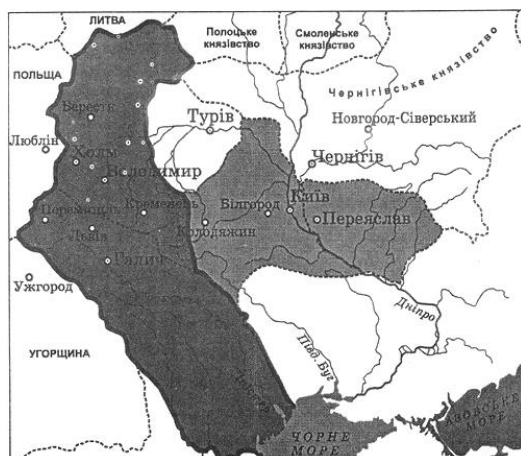 ЛИТВА
Полоцьке
князівство
Смоленське
князівство
ПОЛЬЩА
Чернігівське князівство
Берестя
Турів
Новгород-Сіверський
Люблін
Холм
Чернігів
Володимир
Київ
Перемишль
Кременець
Білгород
Переяслав
Львів
Колодяжин
Галич
Ужгород
Дніпро
УГОРЩИНА
Півд. Буг
Дністер
ЧОРНЕ
МОРЕ
АЗОВСЬКЕ
МОРЕ